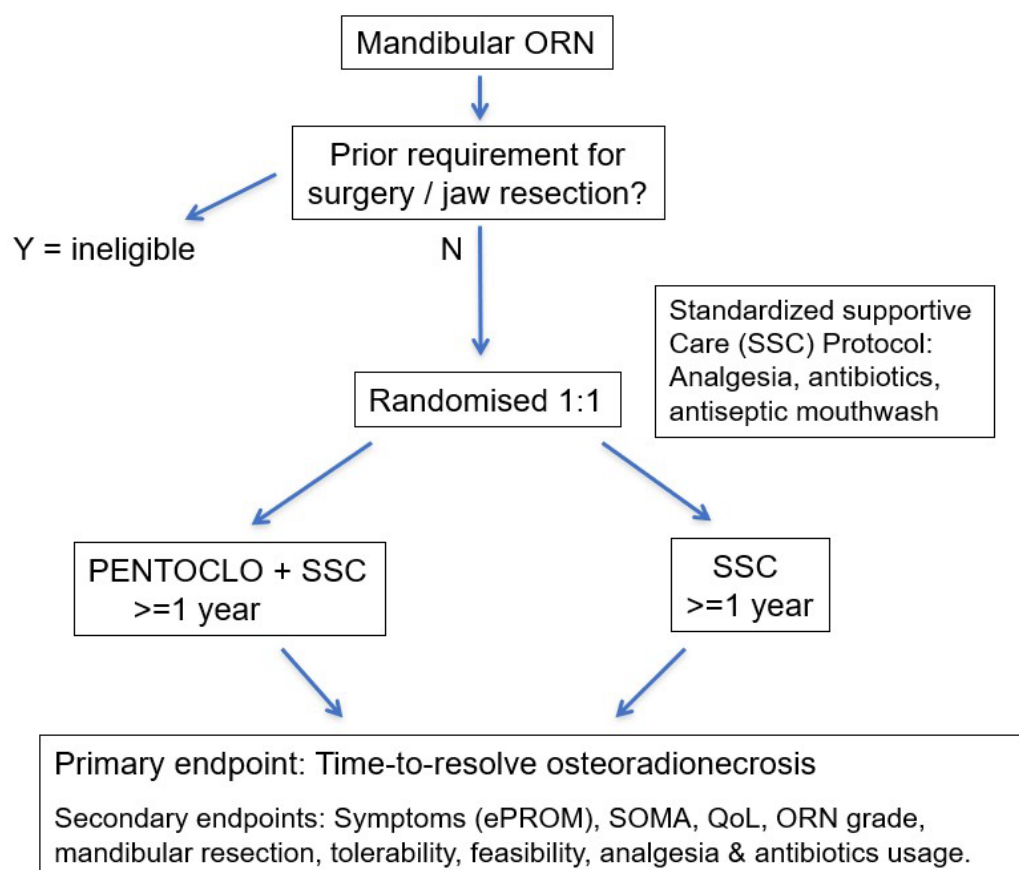 Mandibular ORN
Prior requirement for
surgery / jaw resection?
Y = ineligible
N
Standardized supportive
Care (SSC) Protocol:
Analgesia, antibiotics,
antiseptic mouthwash
Randomised 1:1
PENTOCLO + SSC
>=1 year
SSC
>=1 year
Primary endpoint: Time-to-resolve osteoradionecrosis
Secondary endpoints: Symptoms (ePROM), SOMA, QoL, ORN grade,
mandibular resection, tolerability, feasibility, analgesia & antibiotics usage.